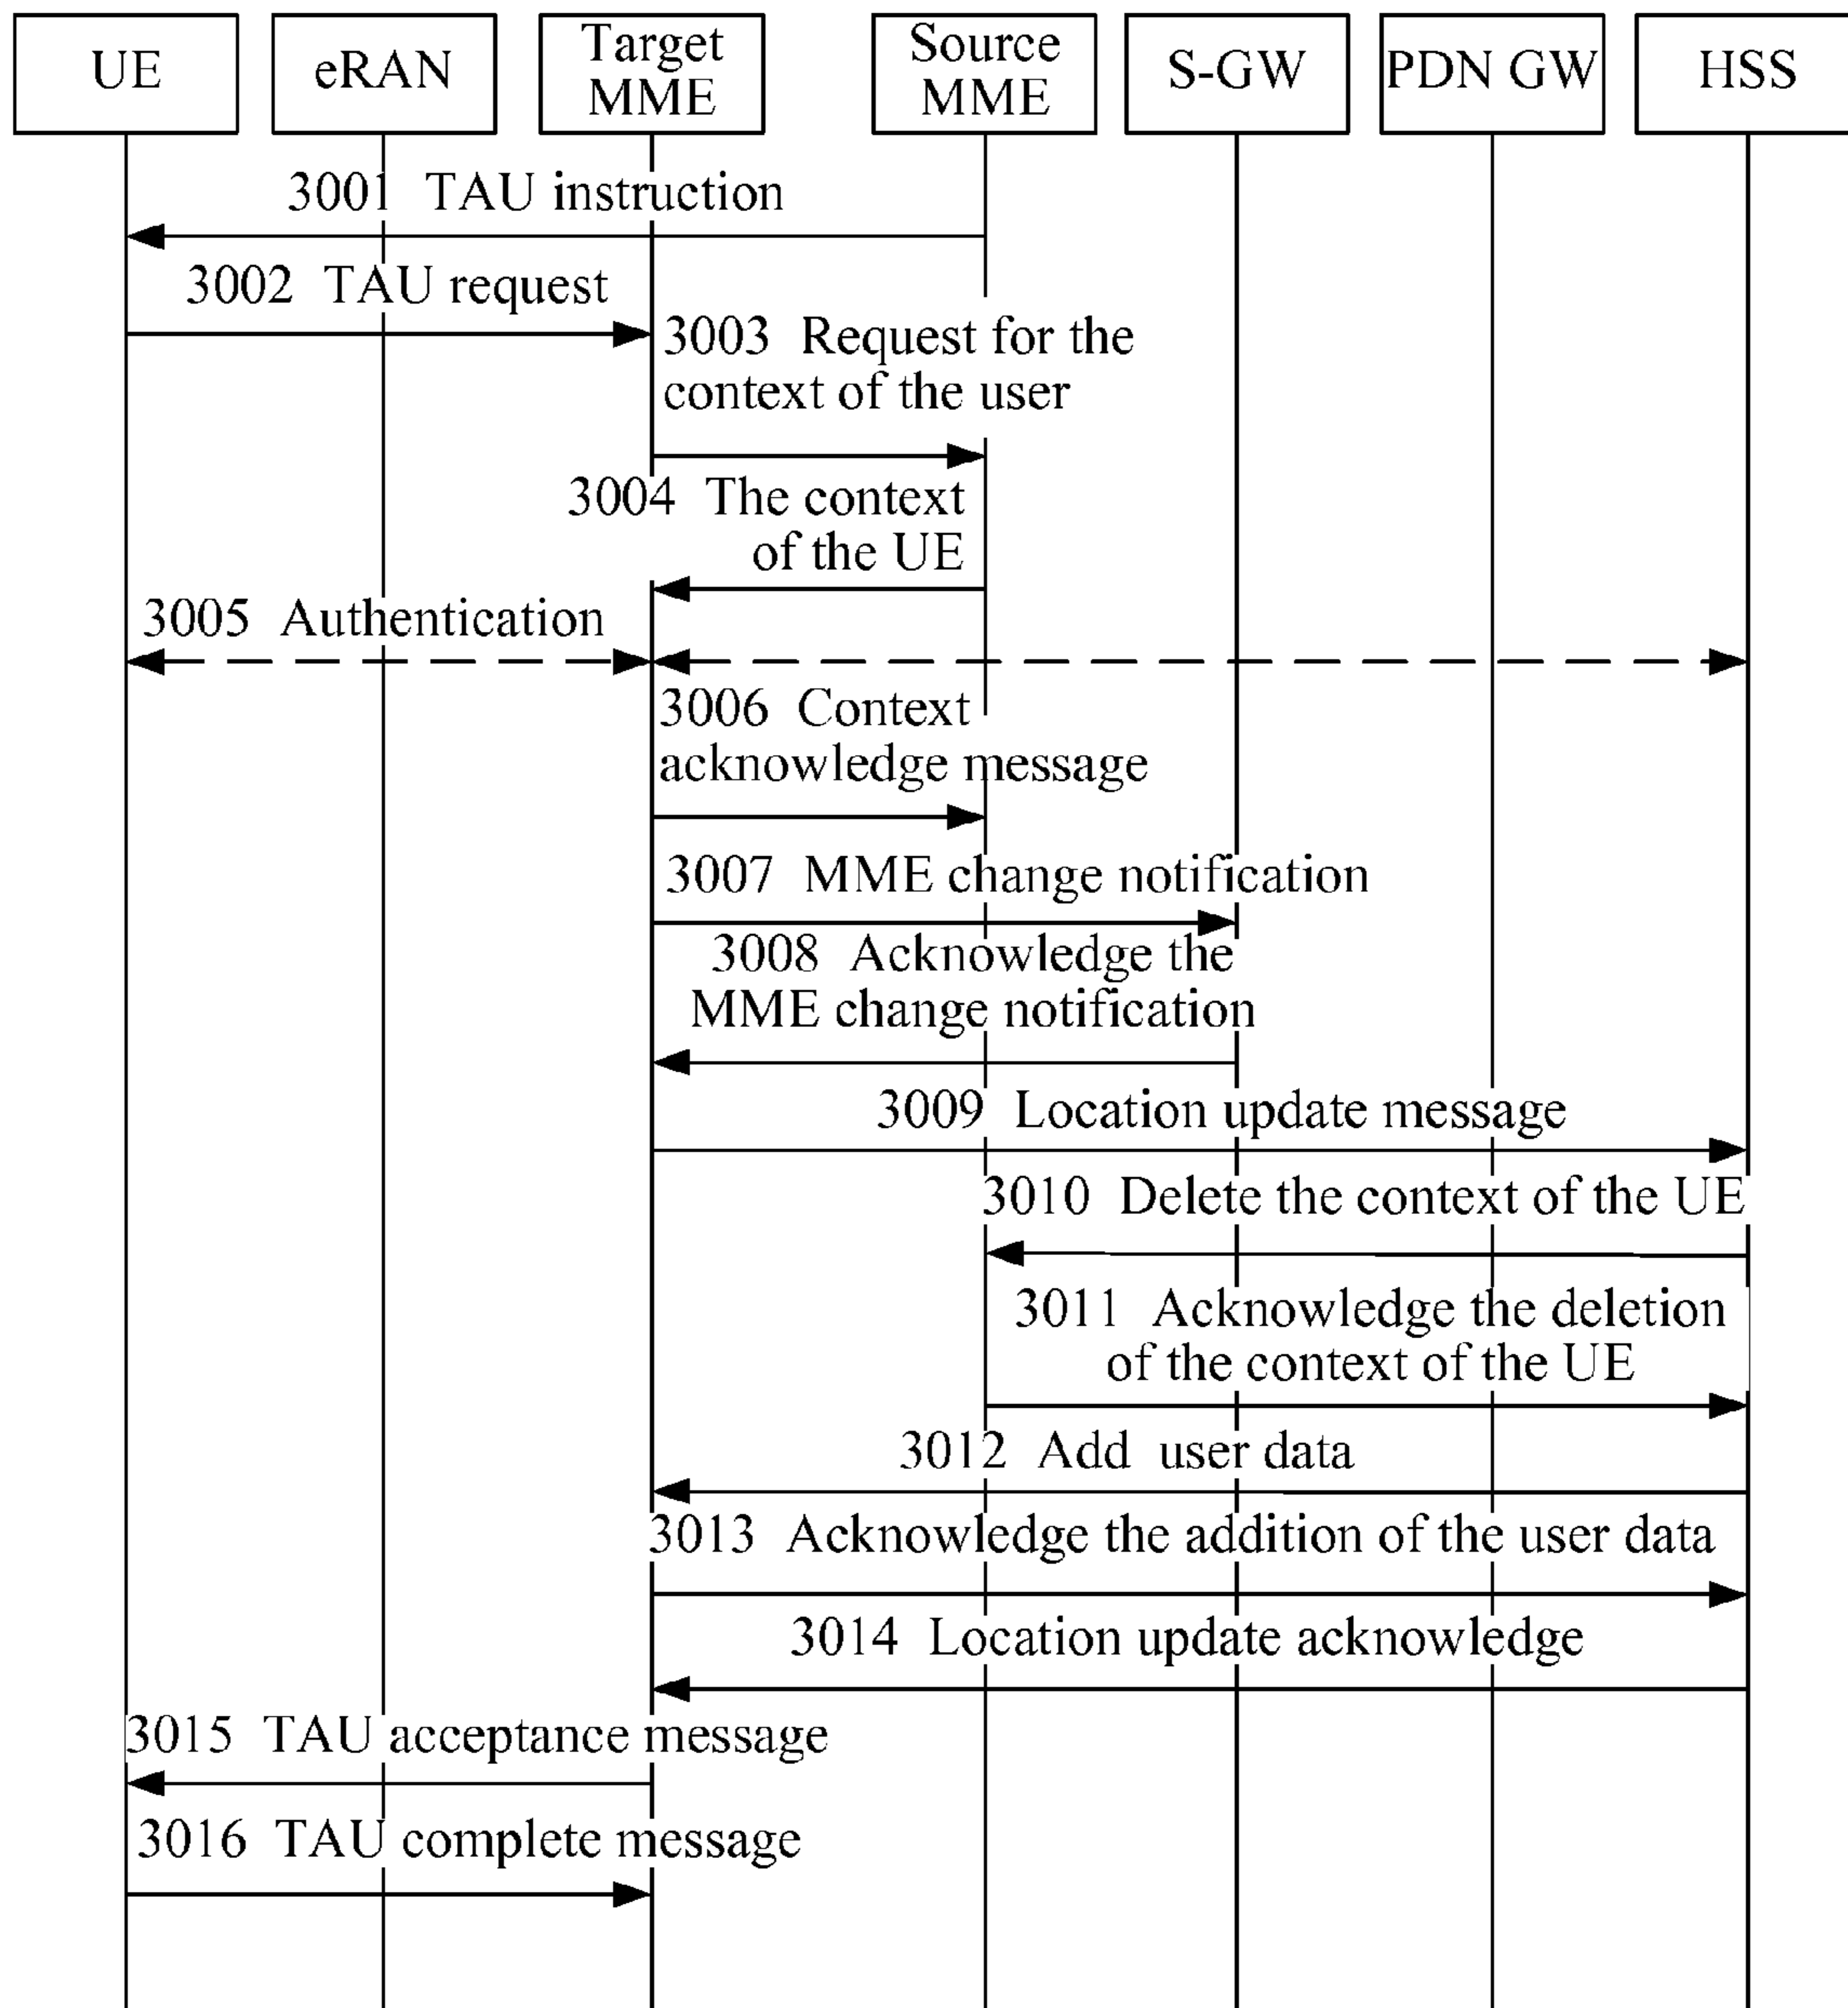 UE
eRAN
Target
MME
Source
MME
S-GW
PDN GW
HSS
3001 TAU instruction
3002 TAU request
3003 Request for the
context of the user
3004 The context
of the UE
3005 Authentication
3006 Context
acknowledge message
3007 MME change notification
3008 Acknowledge the
MME change notification
3009 Location update message
3010 Delete the context of the UE
3011 Acknowledge the deletion
of the context of the UE
3012 Add user data
3013 Acknowledge the addition of the user data
3014 Location update acknowledge
3015 TAU acceptance message
3016 TAU complete message